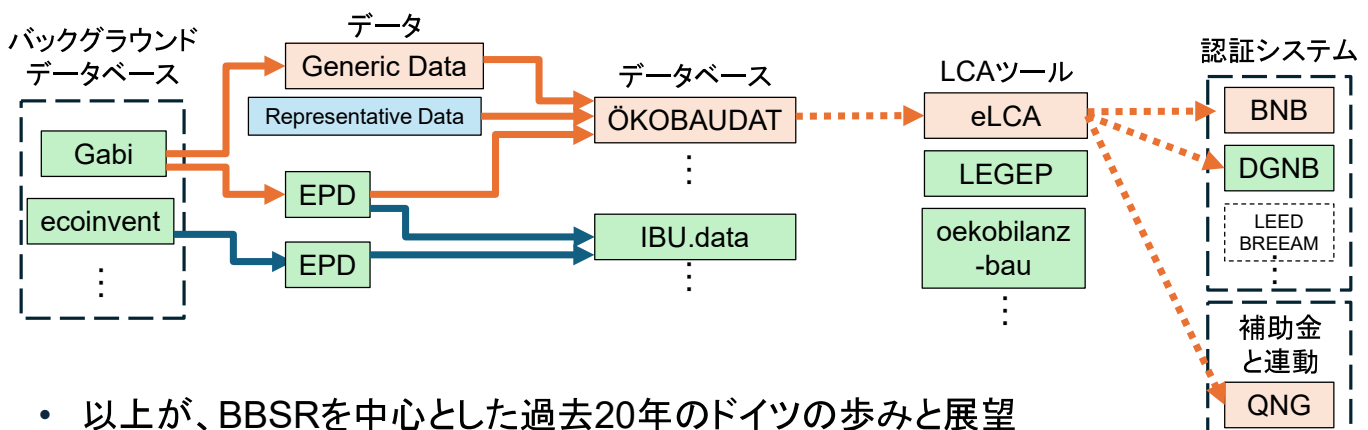 バックグラウンド
データベース
Gabi
ecoinvent
⋮
データ
Generic Data
Representative Data
EPD
EPD
データベース
ÖKOBAUDAT
⋮
IBU.data
⋮
LCAツール
eLCA
LEGEP
oekobilanz
-bau
⋮
認証システム
BNB
DGNB
LEED
BREEAM
⋮
補助金
と連動
QNG
• 以上が、BBSRを中心とした過去20年のドイツの歩みと展望